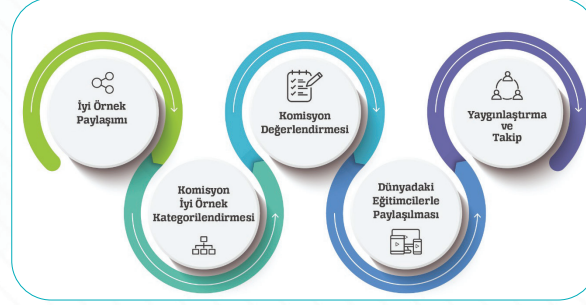 İyi Örnek
Paylaşımı
Komisyon
İyi Örnek
Kategorilendirmesi
Komisyon
Değerlendirmesi
Dünyadaki
Eğitimcilerle
Paylaşılması
Yaygınlaştırma
ve
Takip